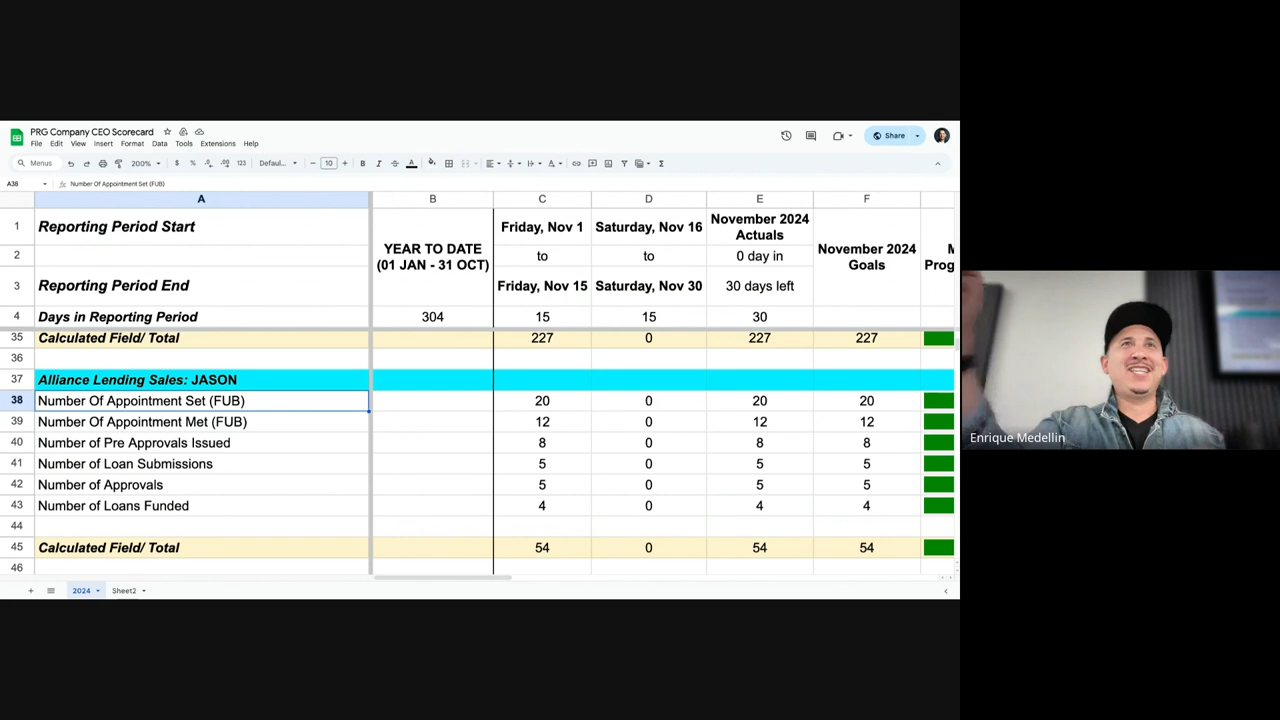 PRG Company CEO Scorecard
File Edit View Insert Format Data Tools Extensions Help
Share
Menus 200% $ % .0 .00 123 Defaul... 10 B I A
A38 fx Number Of Appointment Set (FUB)
A B C D E F
1 Reporting Period Start YEAR TO DATE (01 JAN - 31 OCT) Friday, Nov 1 Saturday, Nov 16 November 2024 Actuals November 2024 Goals M Prog
2 to to 0 day in
3 Reporting Period End Friday, Nov 15 Saturday, Nov 30 30 days left
4 Days in Reporting Period 304 15 15 30
35 Calculated Field/ Total 227 0 227 227
36
37 Alliance Lending Sales: JASON
38 Number Of Appointment Set (FUB) 20 0 20 20
39 Number Of Appointment Met (FUB) 12 0 12 12
40 Number of Pre Approvals Issued 8 0 8 8
41 Number of Loan Submissions 5 0 5 5
42 Number of Approvals 5 0 5 5
43 Number of Loans Funded 4 0 4 4
44
45 Calculated Field/ Total 54 0 54 54
46
2024 Sheet2
Enrique Medellin